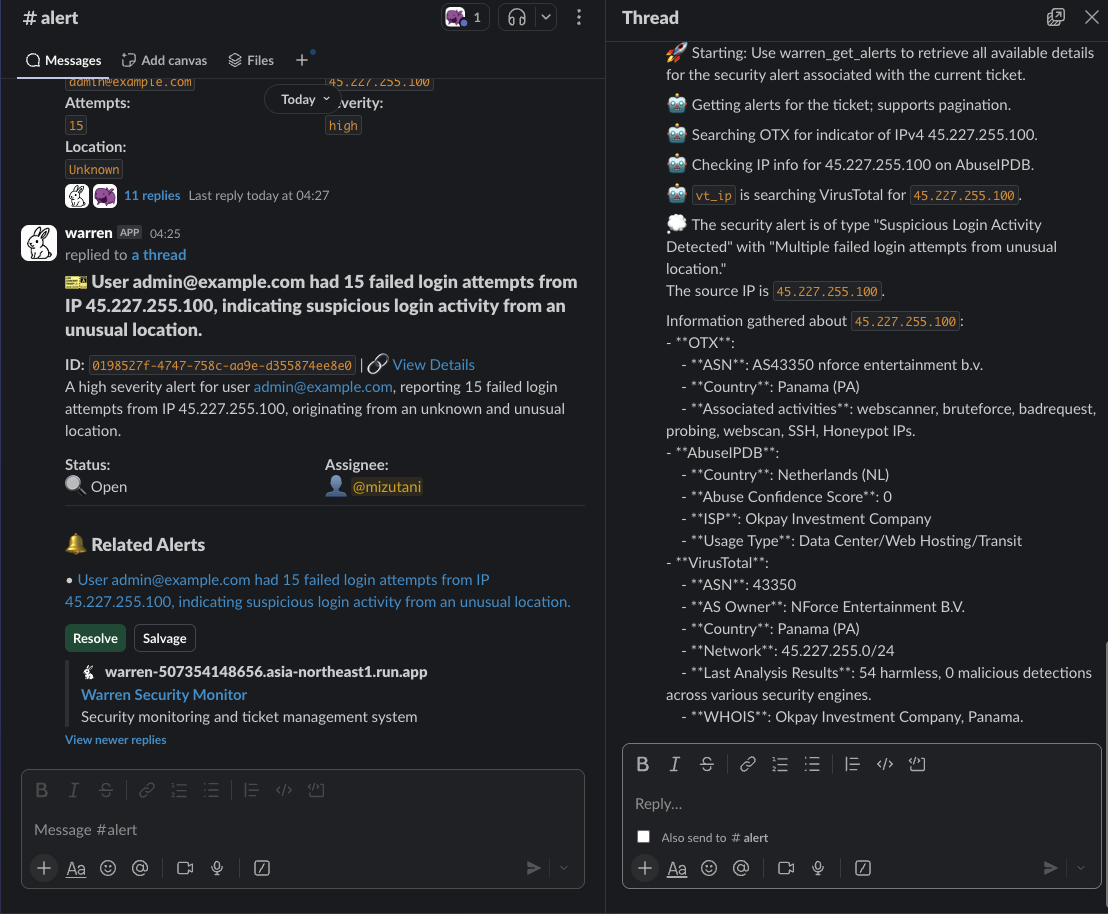 # alert
1
Messages
Add canvas
Files
admin@example.com
45.227.255.100
Today
Attempts:
everity:
15
high
Location:
Unknown
11 replies Last reply today at 04:27
warren APP 04:25
replied to a thread
User admin@example.com had 15 failed login attempts from
IP 45.227.255.100, indicating suspicious login activity from an
unusual location.
ID: 0198527f-4747-758c-aa9e-d355874ee8e0 | View Details
A high severity alert for user admin@example.com, reporting 15 failed login
attempts from IP 45.227.255.100, originating from an unknown and unusual
location.
Status:
Assignee:
Open
@mizutani
Related Alerts
• User admin@example.com had 15 failed login attempts from IP
45.227.255.100, indicating suspicious login activity from an unusual location.
Resolve
Salvage
warren-507354148656.asia-northeast1.run.app
Warren Security Monitor
Security monitoring and ticket management system
View newer replies
Message #alert
Aa
Thread
Starting: Use warren_get_alerts to retrieve all available details
for the security alert associated with the current ticket.
Getting alerts for the ticket; supports pagination.
Searching OTX for indicator of IPv4 45.227.255.100.
Checking IP info for 45.227.255.100 on AbuseIPDB.
vt_ip is searching VirusTotal for 45.227.255.100.
The security alert is of type "Suspicious Login Activity
Detected" with "Multiple failed login attempts from unusual
location."
The source IP is 45.227.255.100.
Information gathered about 45.227.255.100:
- **OTX**:
- **ASN**: AS43350 nforce entertainment b.v.
- **Country**: Panama (PA)
- **Associated activities**: webscanner, bruteforce, badrequest,
probing, webscan, SSH, Honeypot IPs.
- **AbuseIPDB**:
- **Country**: Netherlands (NL)
- **Abuse Confidence Score**: 0
- **ISP**: Okpay Investment Company
- **Usage Type**: Data Center/Web Hosting/Transit
- **VirusTotal**:
- **ASN**: 43350
- **AS Owner**: NForce Entertainment B.V.
- **Country**: Panama (PA)
- **Network**: 45.227.255.0/24
- **Last Analysis Results**: 54 harmless, 0 malicious detections
across various security engines.
- **WHOIS**: Okpay Investment Company, Panama.
B I S
Reply...
Also send to # alert
Aa